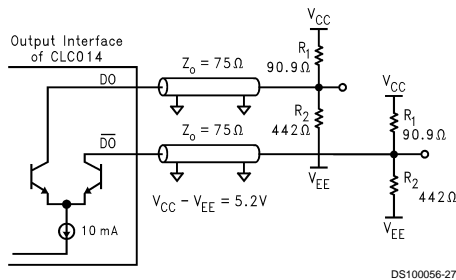 V_CC
Output Interface
of CLC014
R_1
90.9Ω
Z_o = 75Ω
DO
V_CC
R_2
442Ω
R_1
90.9Ω
Z_o = 75Ω
D̅O̅
V_EE
R_2
442Ω
V_CC − V_EE = 5.2V
10 mA
V_EE
DS100056-27